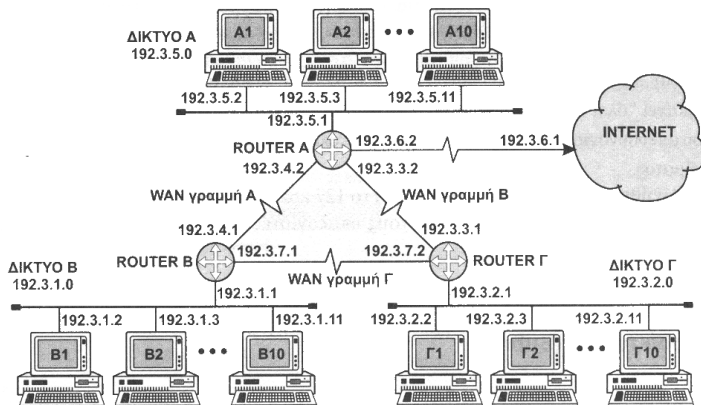 ΔΙΚΤΥΟ Α
192.3.5.0
Α1
Α2
Α10
192.3.5.2
192.3.5.3
192.3.5.11
192.3.5.1
ROUTER A
192.3.6.2
192.3.6.1
INTERNET
192.3.4.2
192.3.3.2
WAN γραμμή Α
WAN γραμμή Β
192.3.4.1
192.3.3.1
ROUTER B
192.3.7.1
192.3.7.2
ROUTER Γ
WAN γραμμή Γ
ΔΙΚΤΥΟ Β
192.3.1.0
192.3.1.1
192.3.2.1
ΔΙΚΤΥΟ Γ
192.3.2.0
192.3.1.2
192.3.1.3
192.3.1.11
192.3.2.2
192.3.2.3
192.3.2.11
Β1
Β2
Β10
Γ1
Γ2
Γ10